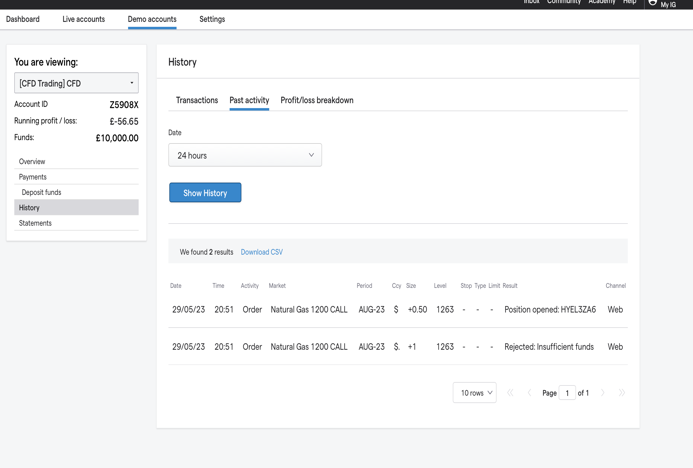 Inbox Community Academy Help My IG
Dashboard Live accounts Demo accounts Settings
You are viewing:
[CFD Trading] CFD
Account ID Z5908X
Running profit / loss: £-56.65
Funds: £10,000.00
Overview
Payments
Deposit funds
History
Statements
History
Transactions Past activity Profit/loss breakdown
Date
24 hours
Show History
We found 2 results Download CSV
Date Time Activity Market Period Ccy Size Level Stop Type Limit Result Channel
29/05/23 20:51 Order Natural Gas 1200 CALL AUG-23 $ +0.50 1263 - - - Position opened: HYEL3ZA6 Web
29/05/23 20:51 Order Natural Gas 1200 CALL AUG-23 $. +1 1263 - - - Rejected: Insufficient funds Web
10 rows Page 1 of 1